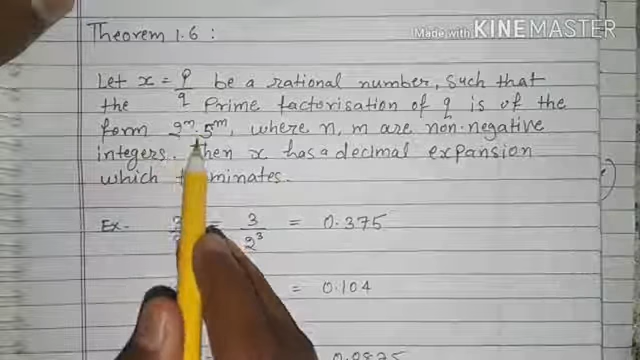 Made with KINEMASTER
Theorem 1.6 :
Let x = p/q be a rational number, such that
the Prime factorisation of q is of the
form 2ⁿ.5ᵐ, where n, m are non-negative
integers. Then x has a decimal expansion
which terminates.
Ex- = 3/2³ = 0.375
= 0.104